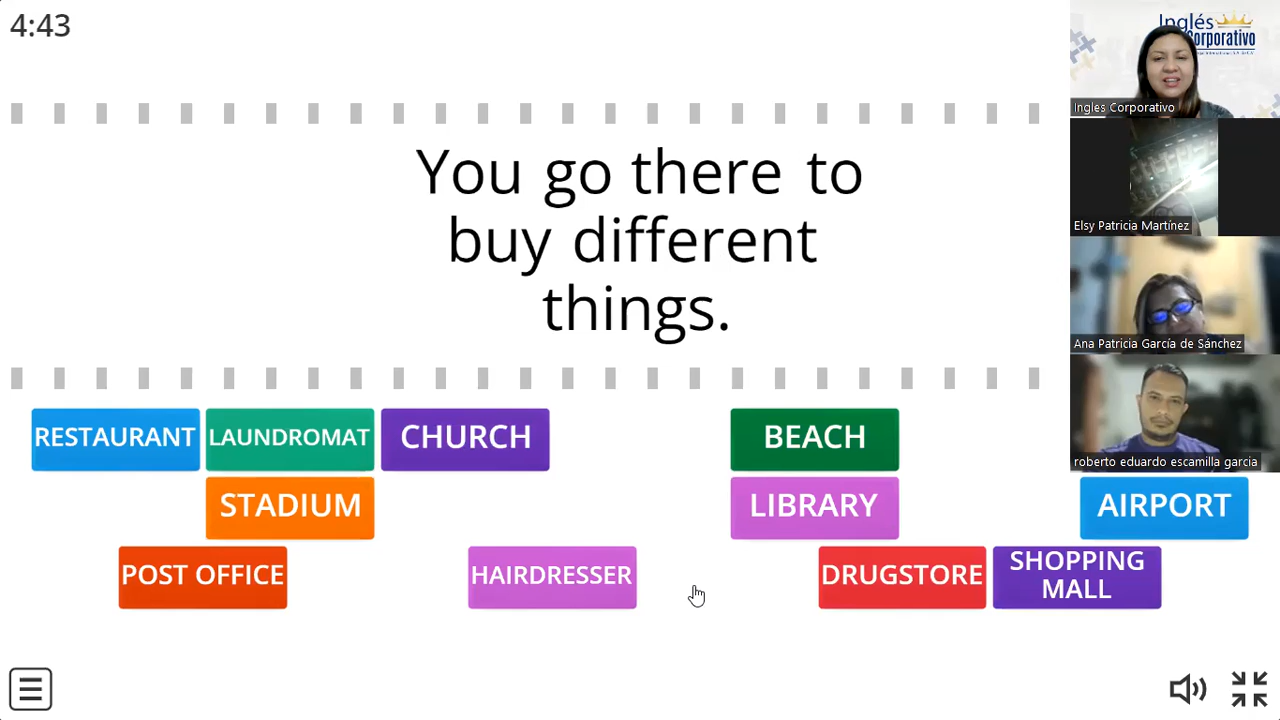 4:43
You go there to
buy different
things.
RESTAURANT
LAUNDROMAT
CHURCH
BEACH
STADIUM
LIBRARY
AIRPORT
POST OFFICE
HAIRDRESSER
DRUGSTORE
SHOPPING
MALL
Inglés
Corporativo
Ingles Corporativo
Elsy Patricia Martínez
Ana Patricia García de Sánchez
roberto eduardo escamilla garcia